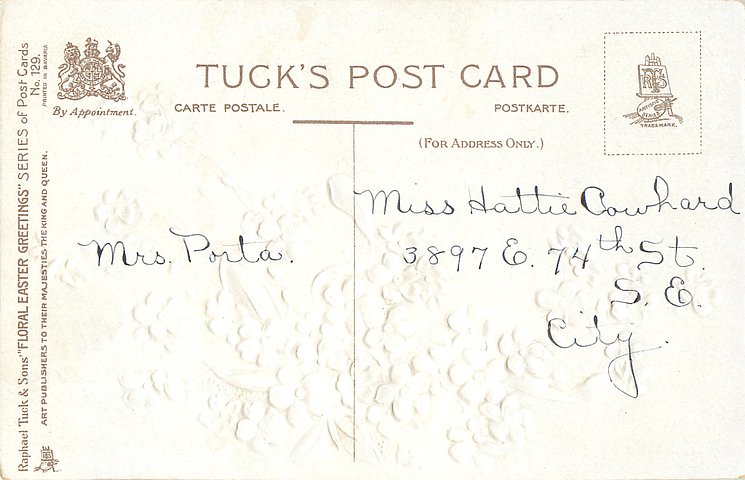 Raphael Tuck & Sons' "FLORAL EASTER GREETINGS" SERIES of Post Cards
No. 129.
PRINTED IN BAVARIA
ART PUBLISHERS TO THEIR MAJESTIES THE KING AND QUEEN.
By Appointment.
TUCK'S POST CARD
CARTE POSTALE.
POSTKARTE.
(FOR ADDRESS ONLY.)
TRADE MARK.
Mrs. Porta.
Miss Hattie Cowhard
3897 E. 74th St.
S. E.
City.